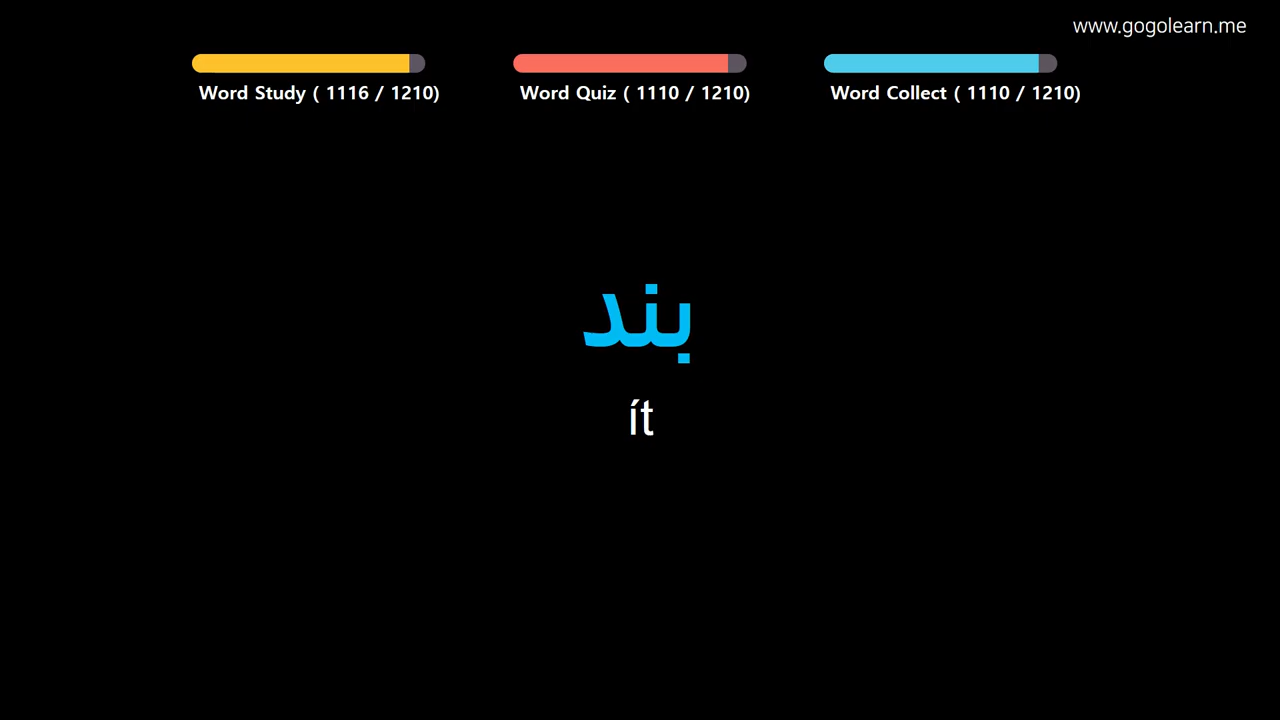 www.gogolearn.me
Word Study ( 1116 / 1210)
Word Quiz ( 1110 / 1210)
Word Collect ( 1110 / 1210)
بند
ít